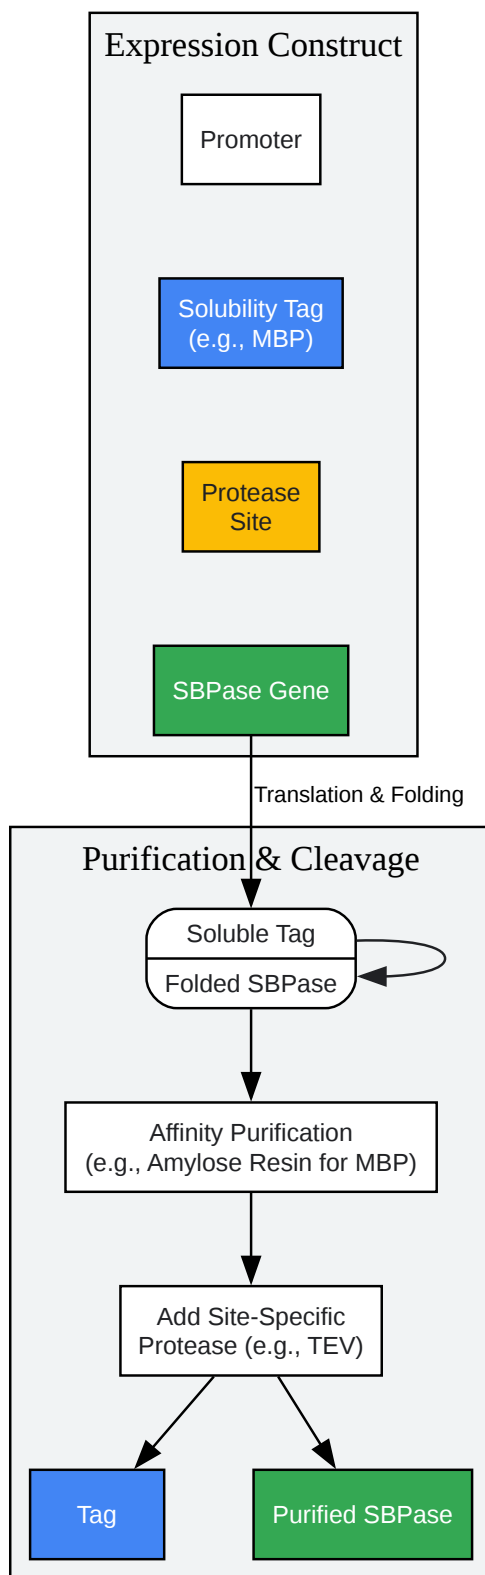 Expression Construct
Promoter
Solubility Tag
(e.g., MBP)
Protease
Site
SBPase Gene
Translation & Folding
Purification & Cleavage
Soluble Tag
Folded SBPase
Affinity Purification
(e.g., Amylose Resin for MBP)
Add Site-Specific
Protease (e.g., TEV)
Tag
Purified SBPase